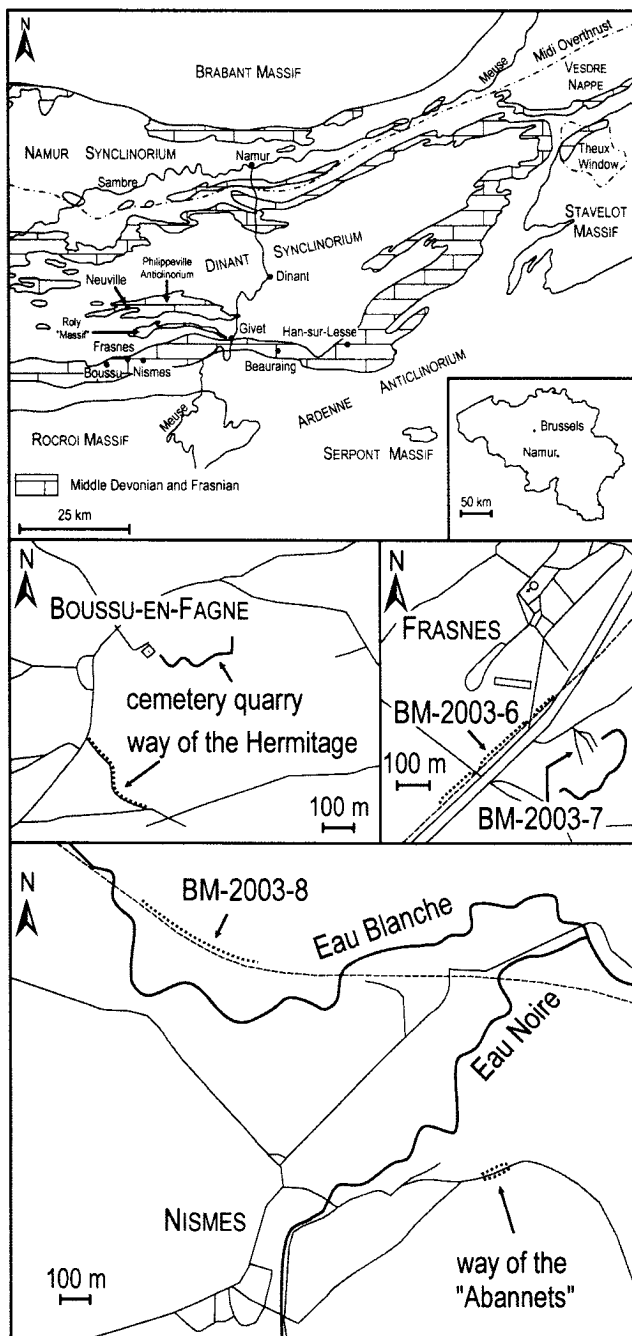 N
BRABANT MASSIF
Meuse
Midi Overthrust
VESDRE
NAPPE
NAMUR SYNCLINORIUM
Namur
Sambre
Theux
Window
STAVELOT
MASSIF
DINANT SYNCLINORIUM
Philippeville
Anticlinorium
Neuville
Dinant
Roly
"Massif"
Givet
Han-sur-Lesse
Frasnes
Boussu
Nismes
Beauraing
ARDENNE ANTICLINORIUM
Meuse
ROCROI MASSIF
SERPONT MASSIF
Brussels
Namur
50 km
Middle Devonian and Frasnian
25 km
N
BOUSSU-EN-FAGNE
cemetery quarry
way of the Hermitage
100 m
N
FRASNES
BM-2003-6
100 m
BM-2003-7
N
BM-2003-8
Eau Blanche
Eau Noire
NISMES
100 m
way of the
"Abannets"